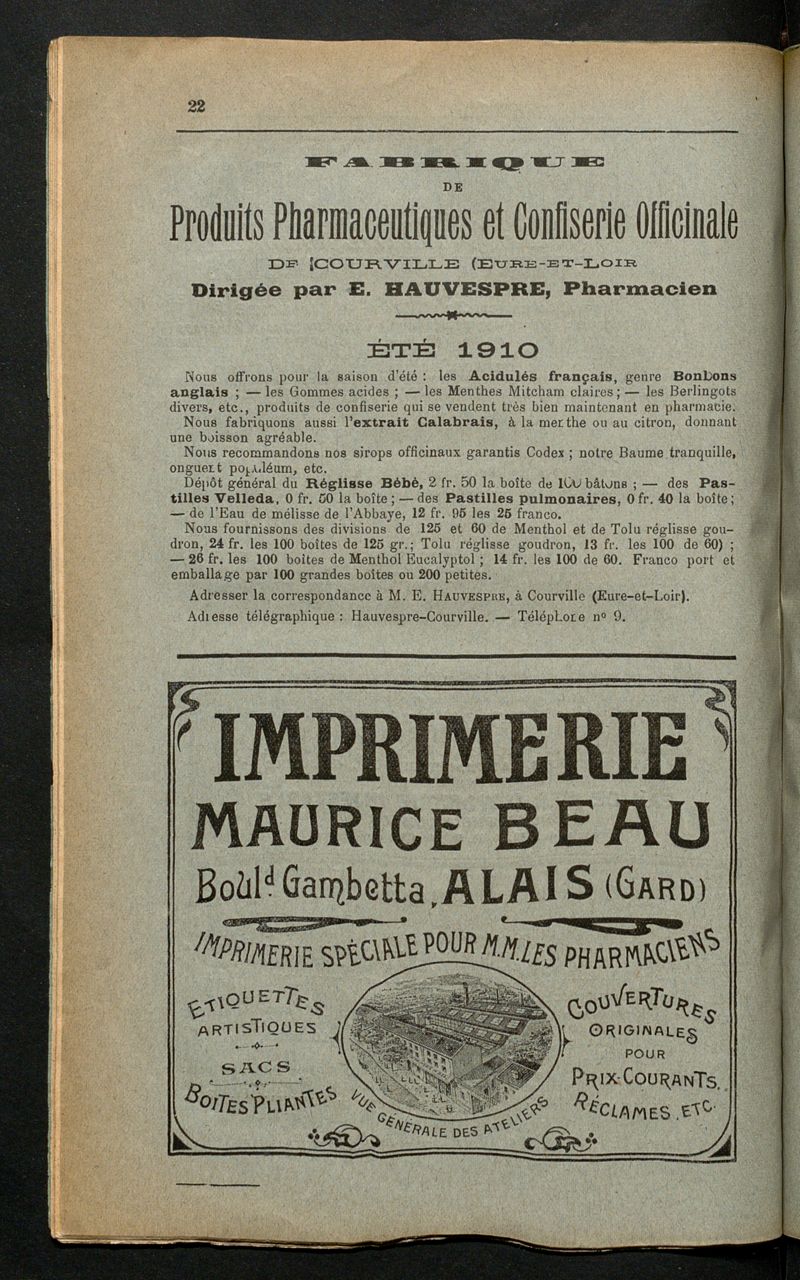 22
FABRIQUE
DE
Produits Pharmaceutiques et Confiserie Officinale
DE COURVILLE (EURE-ET-LOIR
Dirigée par E. HAUVESPRE, Pharmacien
ÉTÉ 1910
Nous offrons pour la saison d'été : les Acidulés français, genre Bonbons
anglais ; — les Gommes acides ; — les Menthes Mitcham claires ; — les Berlingots
divers, etc., produits de confiserie qui se vendent très bien maintenant en pharmacie.
Nous fabriquons aussi l'extrait Calabrais, à la menthe ou au citron, donnant
une boisson agréable.
Nous recommandons nos sirops officinaux garantis Codex ; notre Baume tranquille,
onguent populéum, etc.
Dépôt général du Réglisse Bébé, 2 fr. 50 la boîte de 100 bâtons ; — des Pas-
tilles Velleda, 0 fr. 50 la boîte ; — des Pastilles pulmonaires, 0 fr. 40 la boîte ;
— de l'Eau de mélisse de l'Abbaye, 12 fr. 95 les 25 franco.
Nous fournissons des divisions de 125 et 60 de Menthol et de Tolu réglisse gou-
dron, 24 fr. les 100 boîtes de 125 gr.; Tolu réglisse goudron, 13 fr. les 100 de 60) ;
— 26 fr. les 100 boîtes de Menthol Eucalyptol ; 14 fr. les 100 de 60. Franco port et
emballage par 100 grandes boîtes ou 200 petites.
Adresser la correspondance à M. E. HAUVESPRE, à Courville (Eure-et-Loir).
Adresse télégraphique : Hauvespre-Courville. — Téléphone n° 9.
IMPRIMERIE
MAURICE BEAU
Boulᵈ Gambetta, ALAIS (GARD)
IMPRIMERIE SPÉCIALE POUR M.M. LES PHARMACIENS
ETIQUETTES
ARTISTIQUES
SACS
BOITES PLIANTES
VUE GÉNÉRALE DES ATELIERS
COUVERTURES
ORIGINALES
POUR
PRIX-COURANTS,
RÉCLAMES, ETC.